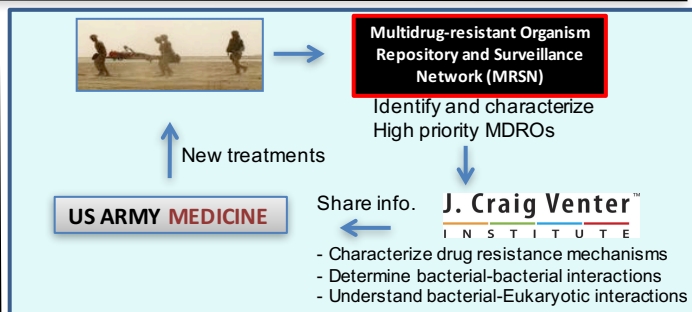 Multidrug-resistant Organism
Repository and Surveillance
Network (MRSN)
Identify and characterize
High priority MDROs
New treatments
US ARMY MEDICINE
Share info.
J. Craig Venter™
INSTITUTE
- Characterize drug resistance mechanisms
- Determine bacterial-bacterial interactions
- Understand bacterial-Eukaryotic interactions